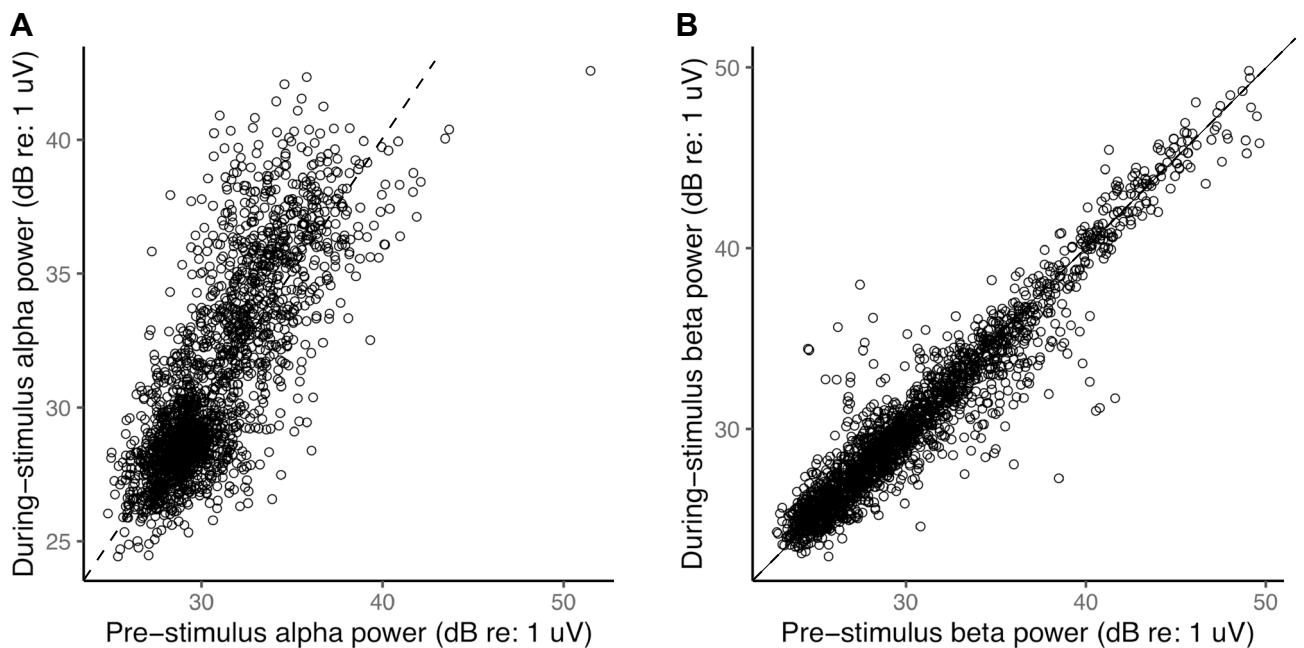 A
During−stimulus alpha power (dB re: 1 uV)
40
35
30
25
30 40 50
Pre−stimulus alpha power (dB re: 1 uV)
B
During−stimulus beta power (dB re: 1 uV)
50
40
30
30 40 50
Pre−stimulus beta power (dB re: 1 uV)